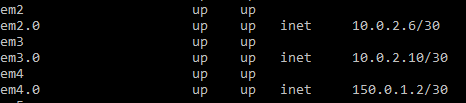 em2 up up
em2.0 up up inet 10.0.2.6/30
em3 up up
em3.0 up up inet 10.0.2.10/30
em4 up up
em4.0 up up inet 150.0.1.2/30